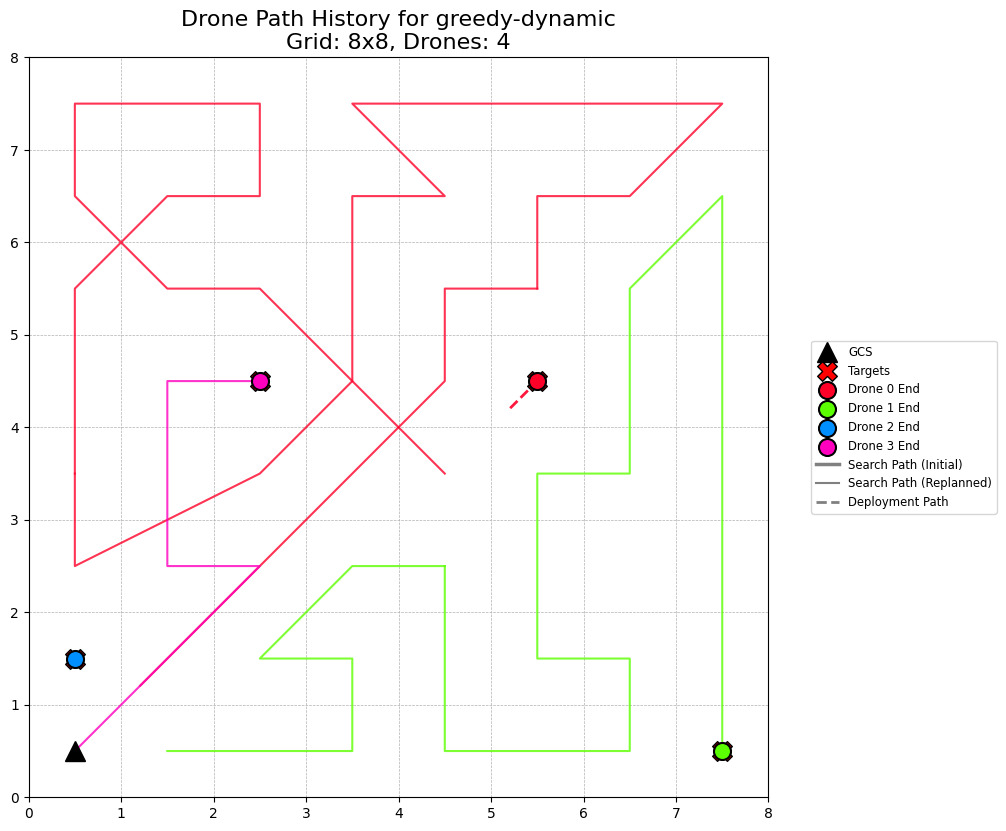 Drone Path History for greedy-dynamic
Grid: 8x8, Drones: 4
8
7
6
5
4
3
2
1
0
0 1 2 3 4 5 6 7 8
GCS
Targets
Drone 0 End
Drone 1 End
Drone 2 End
Drone 3 End
Search Path (Initial)
Search Path (Replanned)
Deployment Path